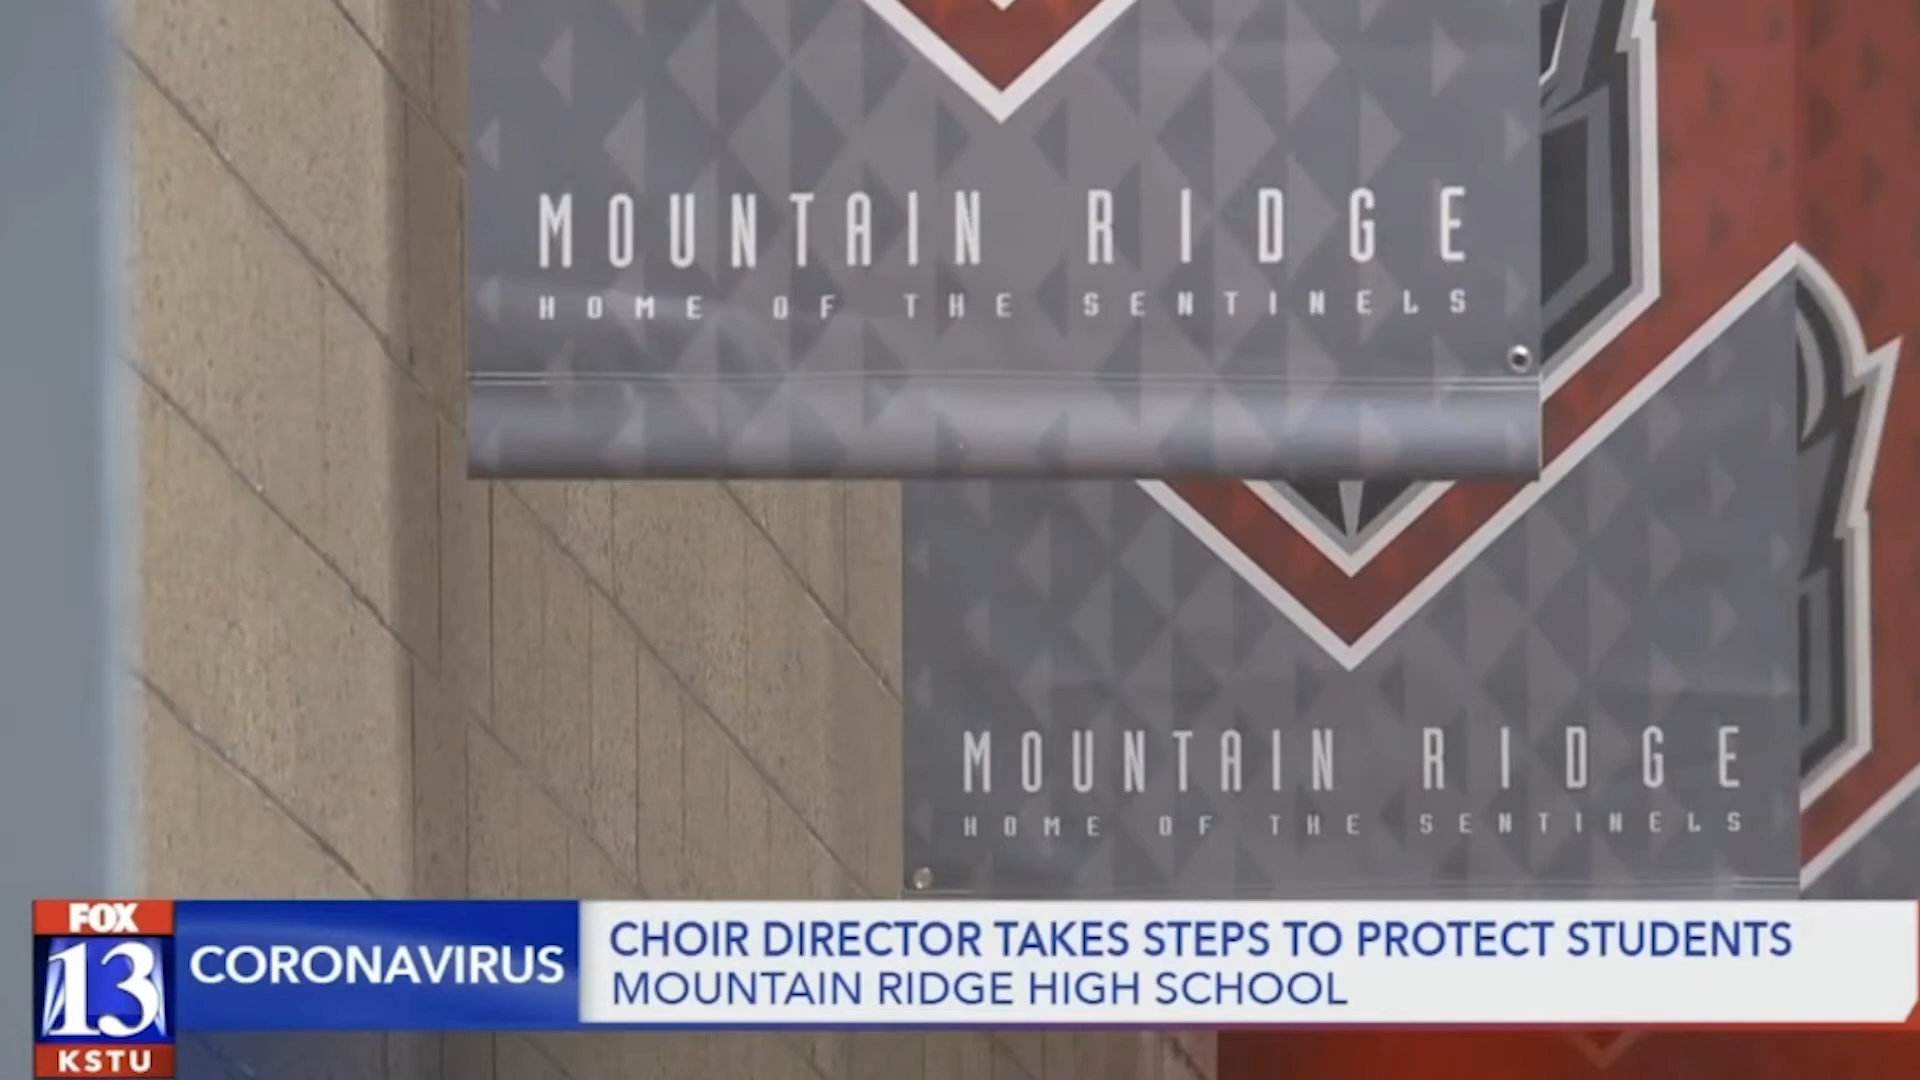 MOUNTAIN RIDGE
HOME OF THE SENTINELS
MOUNTAIN RIDGE
HOME OF THE SENTINELS
FOX
13
KSTU
CORONAVIRUS
CHOIR DIRECTOR TAKES STEPS TO PROTECT STUDENTS
MOUNTAIN RIDGE HIGH SCHOOL